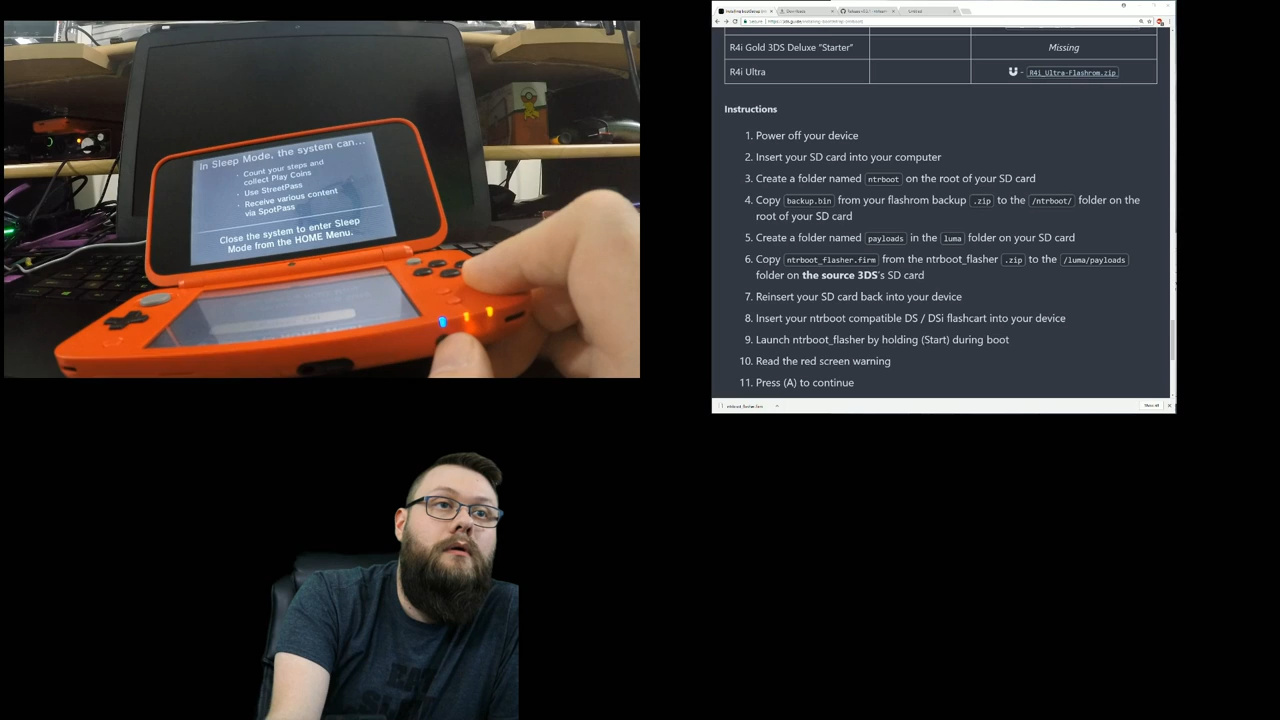 In Sleep Mode, the system can...
· Count your steps and
collect Play Coins
· Use StreetPass
· Receive various content
via SpotPass
Close the system to enter Sleep
Mode from the HOME Menu.
R4i Gold 3DS Deluxe "Starter"
Missing
R4i Ultra
- R4i_Ultra-Flashrom.zip
Instructions
1. Power off your device
2. Insert your SD card into your computer
3. Create a folder named ntrboot on the root of your SD card
4. Copy backup.bin from your flashrom backup .zip to the /ntrboot/ folder on the
root of your SD card
5. Create a folder named payloads in the luma folder on your SD card
6. Copy ntrboot_flasher.firm from the ntrboot_flasher .zip to the /luma/payloads
folder on the source 3DS's SD card
7. Reinsert your SD card back into your device
8. Insert your ntrboot compatible DS / DSi flashcart into your device
9. Launch ntrboot_flasher by holding (Start) during boot
10. Read the red screen warning
11. Press (A) to continue
ntrboot_flasher.firm
Show all